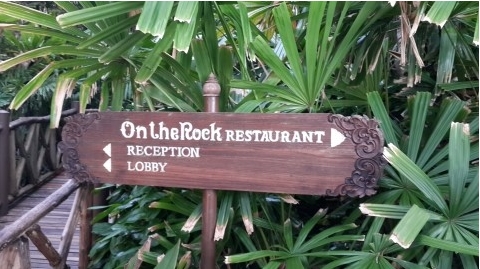 On the Rock RESTAURANT
RECEPTION
LOBBY